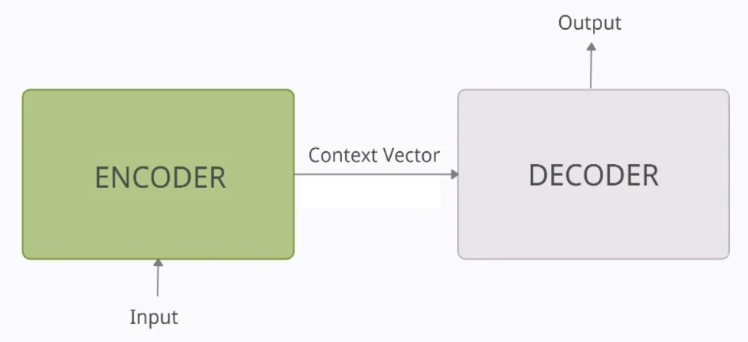 Output
ENCODER
Context Vector
DECODER
Input